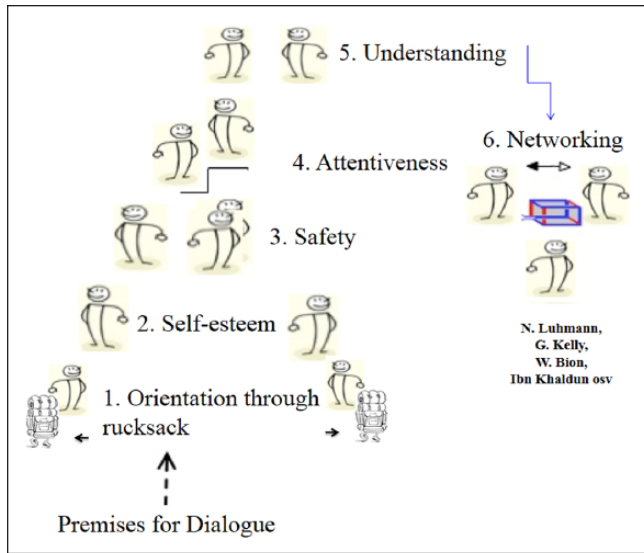 5. Understanding
6. Networking
4. Attentiveness
3. Safety
2. Self-esteem
N. Luhmann,
G. Kelly,
W. Bion,
Ibn Khaldun osv
1. Orientation through
rucksack
Premises for Dialogue